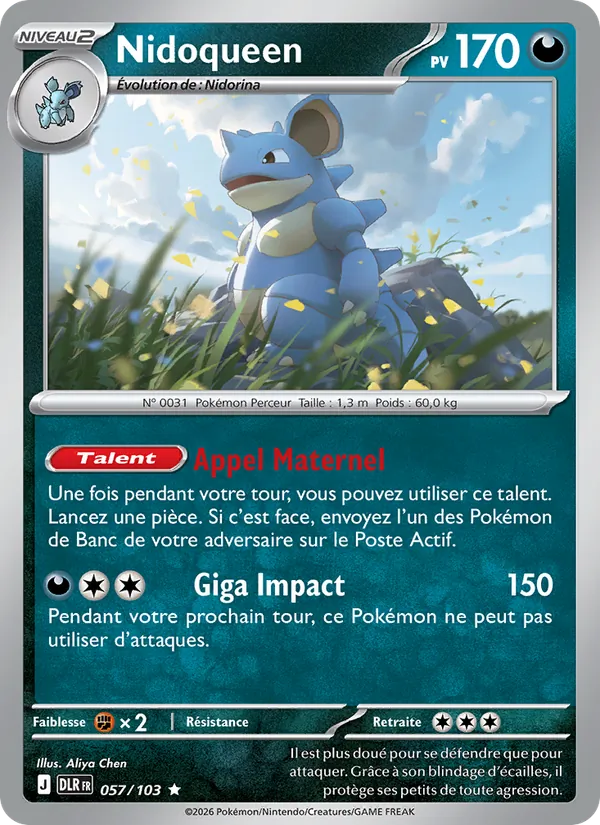 NIVEAU2
Nidoqueen
PV 170
Évolution de : Nidorina
N° 0031 Pokémon Perceur Taille : 1,3 m Poids : 60,0 kg
Talent Appel Maternel
Une fois pendant votre tour, vous pouvez utiliser ce talent.
Lancez une pièce. Si c'est face, envoyez l'un des Pokémon
de Banc de votre adversaire sur le Poste Actif.
Giga Impact 150
Pendant votre prochain tour, ce Pokémon ne peut pas
utiliser d'attaques.
Faiblesse ×2 Résistance Retraite
Illus. Aliya Chen
J DLR FR 057/103 ★
Il est plus doué pour se défendre que pour
attaquer. Grâce à son blindage d'écailles, il
protège ses petits de toute agression.
©2026 Pokémon/Nintendo/Creatures/GAME FREAK